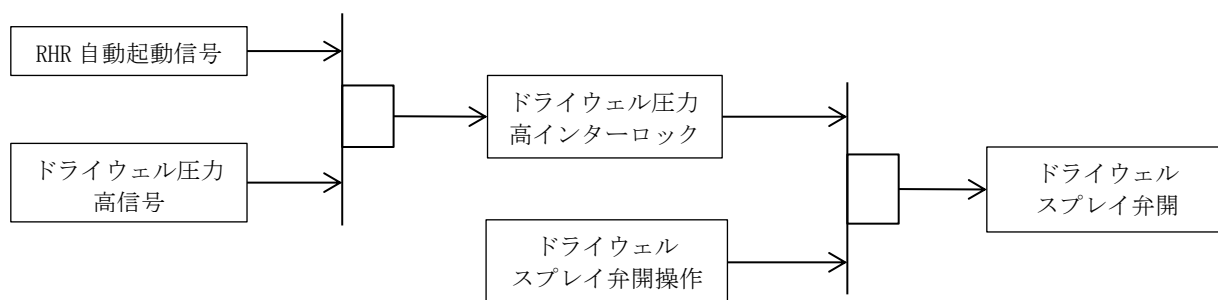 RHR 自動起動信号
ドライウェル圧力
高信号
ドライウェル圧力
高インターロック
ドライウェル
スプレイ弁開操作
ドライウェル
スプレイ弁開